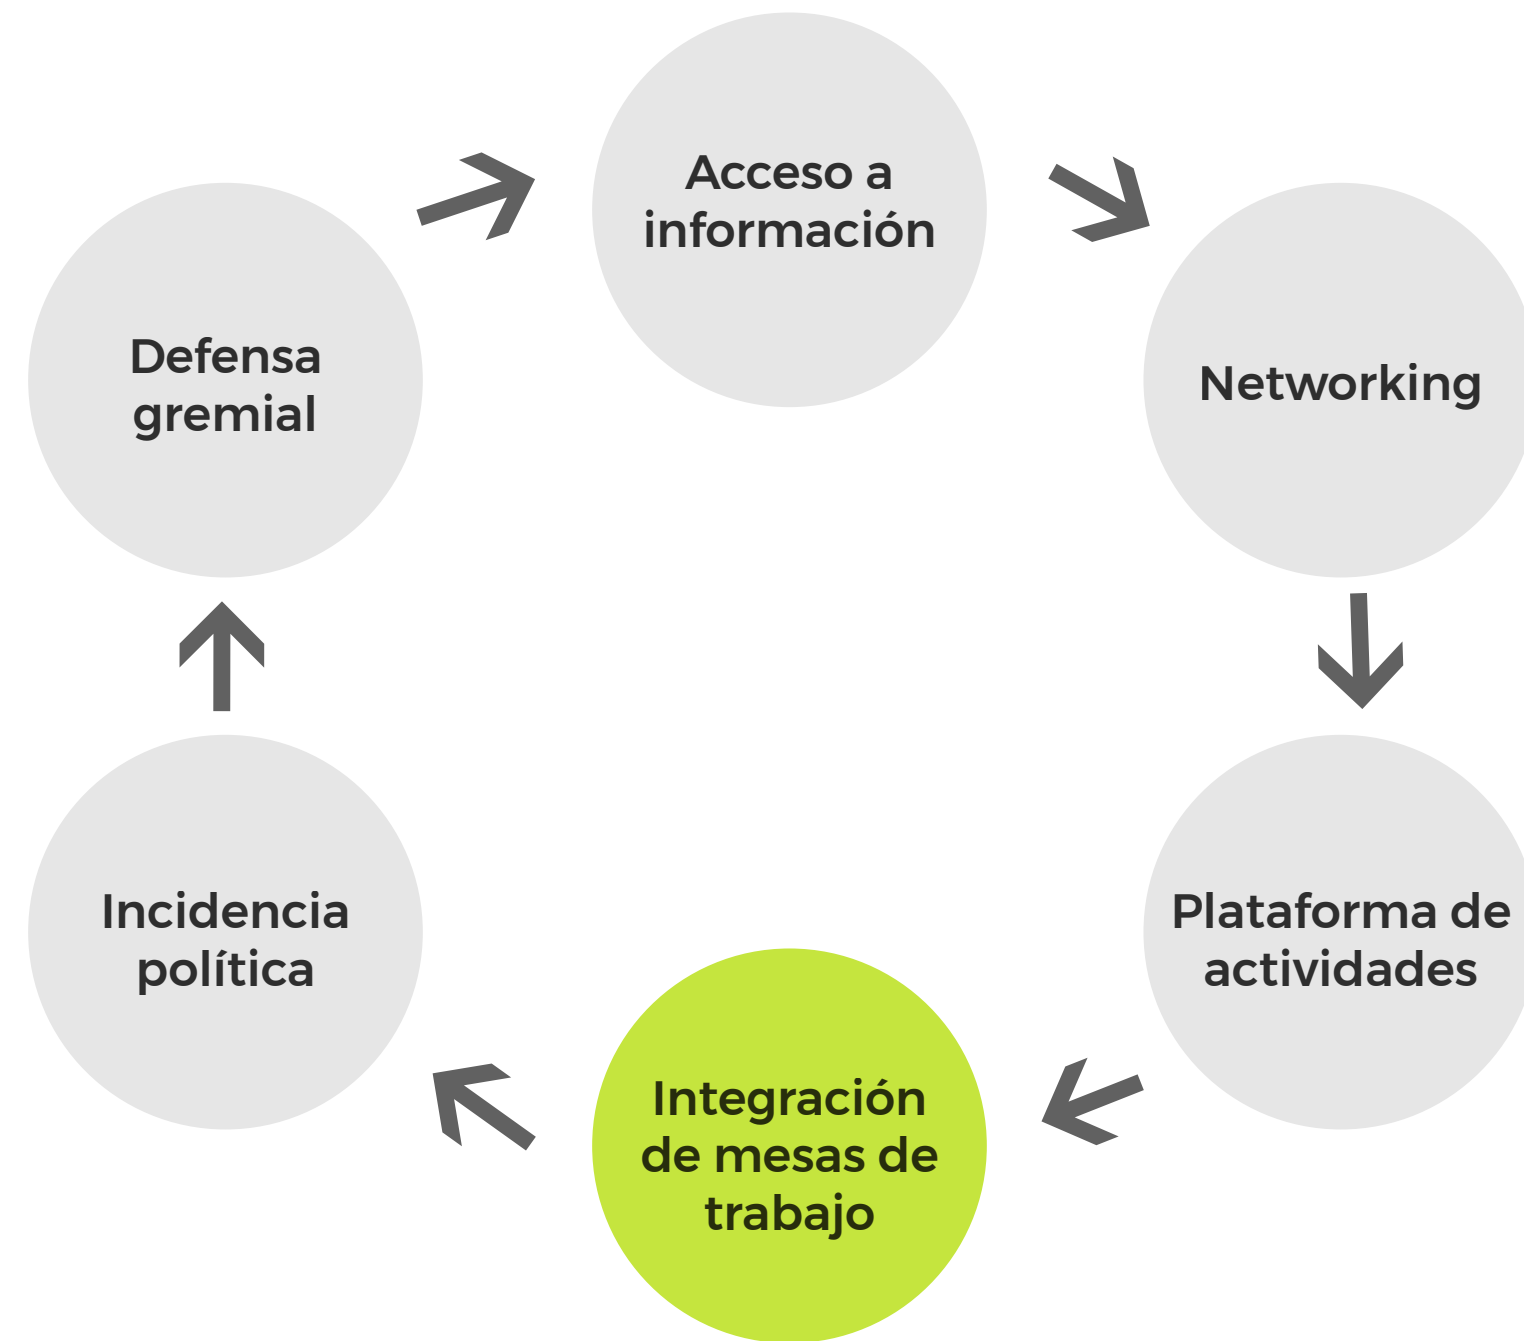 Acceso a
información
Networking
Plataforma de
actividades
Integración
de mesas de
trabajo
Incidencia
política
Defensa
gremial